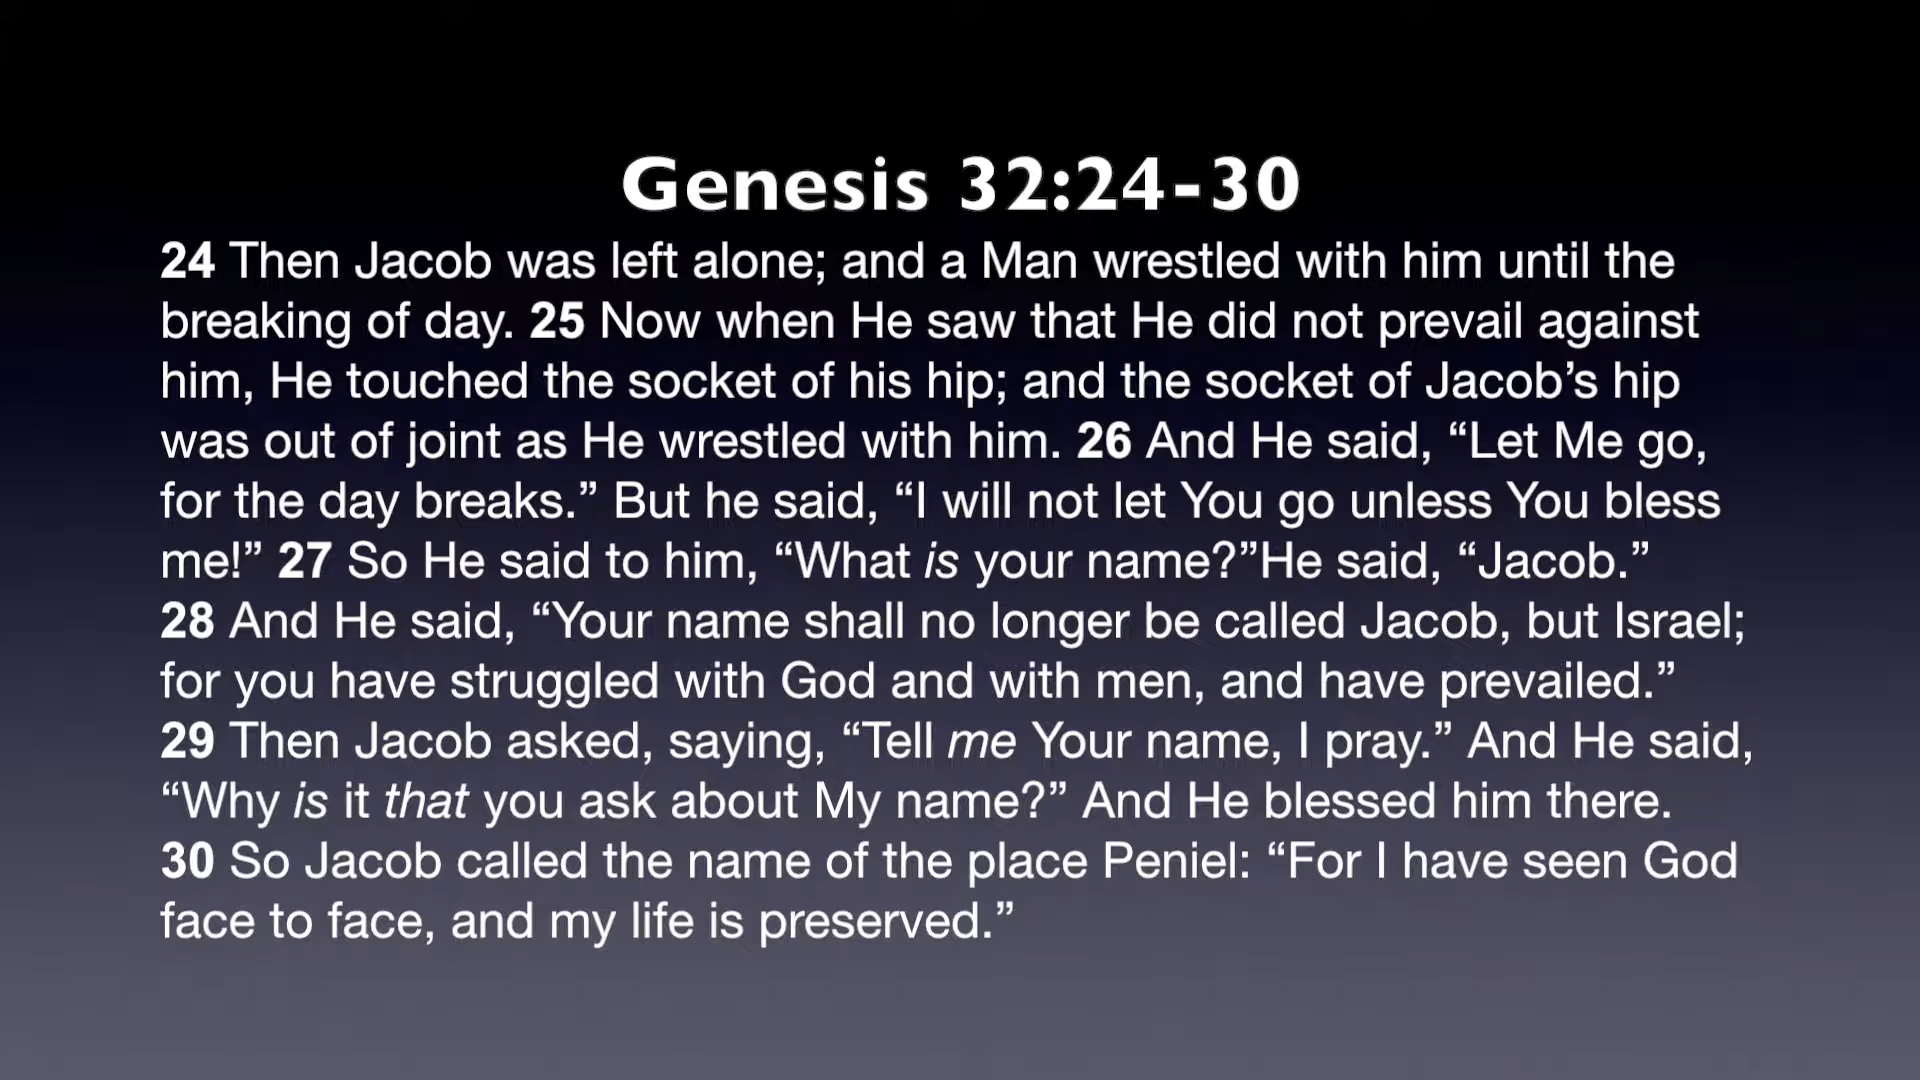 Genesis 32:24-30
24 Then Jacob was left alone; and a Man wrestled with him until the
breaking of day. 25 Now when He saw that He did not prevail against
him, He touched the socket of his hip; and the socket of Jacob’s hip
was out of joint as He wrestled with him. 26 And He said, “Let Me go,
for the day breaks.” But he said, “I will not let You go unless You bless
me!” 27 So He said to him, “What is your name?”He said, “Jacob.”
28 And He said, “Your name shall no longer be called Jacob, but Israel;
for you have struggled with God and with men, and have prevailed.”
29 Then Jacob asked, saying, “Tell me Your name, I pray.” And He said,
“Why is it that you ask about My name?” And He blessed him there.
30 So Jacob called the name of the place Peniel: “For I have seen God
face to face, and my life is preserved.”